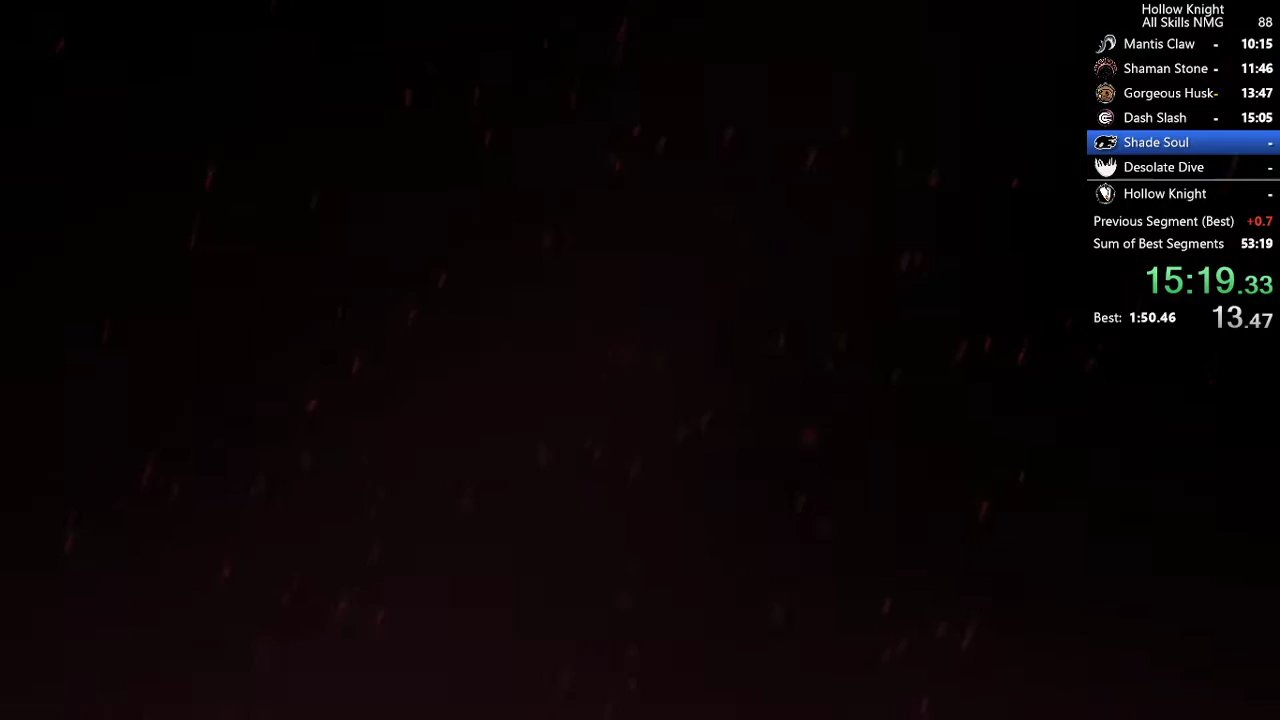 Hollow Knight
All Skills NMG 88
Mantis Claw - 10:15
Shaman Stone - 11:46
Gorgeous Husk- 13:47
Dash Slash - 15:05
Shade Soul -
Desolate Dive -
Hollow Knight -
Previous Segment (Best) +0.7
Sum of Best Segments 53:19
15:19.33
Best: 1:50.46 13.47